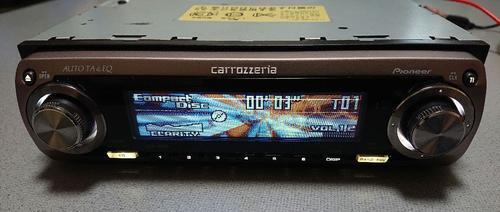 AUTO TA&EQ
carrozzeria
Pioneer
Compact
Disc
00'03"
T01
CLARITY
VOL.12
1 2 3 4 5 6 DISP